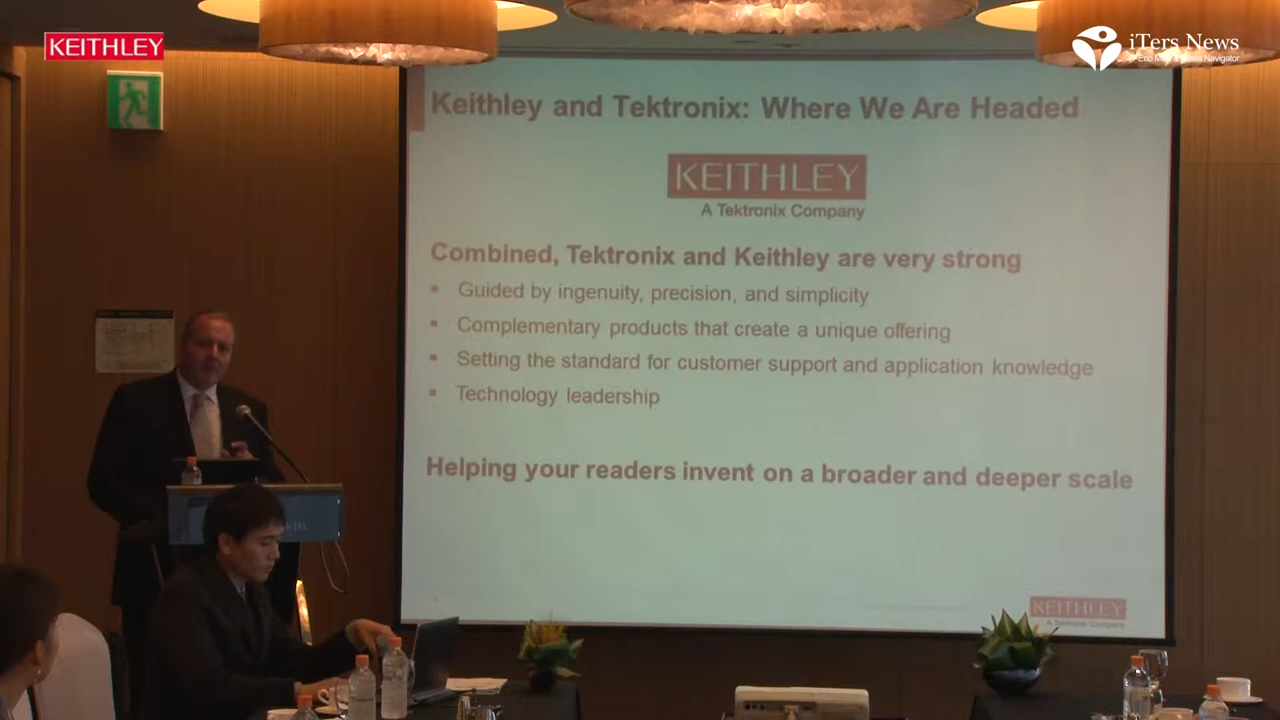 KEITHLEY
iTers News
Keithley and Tektronix: Where We Are Headed
KEITHLEY
A Tektronix Company
Combined, Tektronix and Keithley are very strong
▪ Guided by ingenuity, precision, and simplicity
▪ Complementary products that create a unique offering
▪ Setting the standard for customer support and application knowledge
▪ Technology leadership
Helping your readers invent on a broader and deeper scale
KEITHLEY
A Tektronix Company